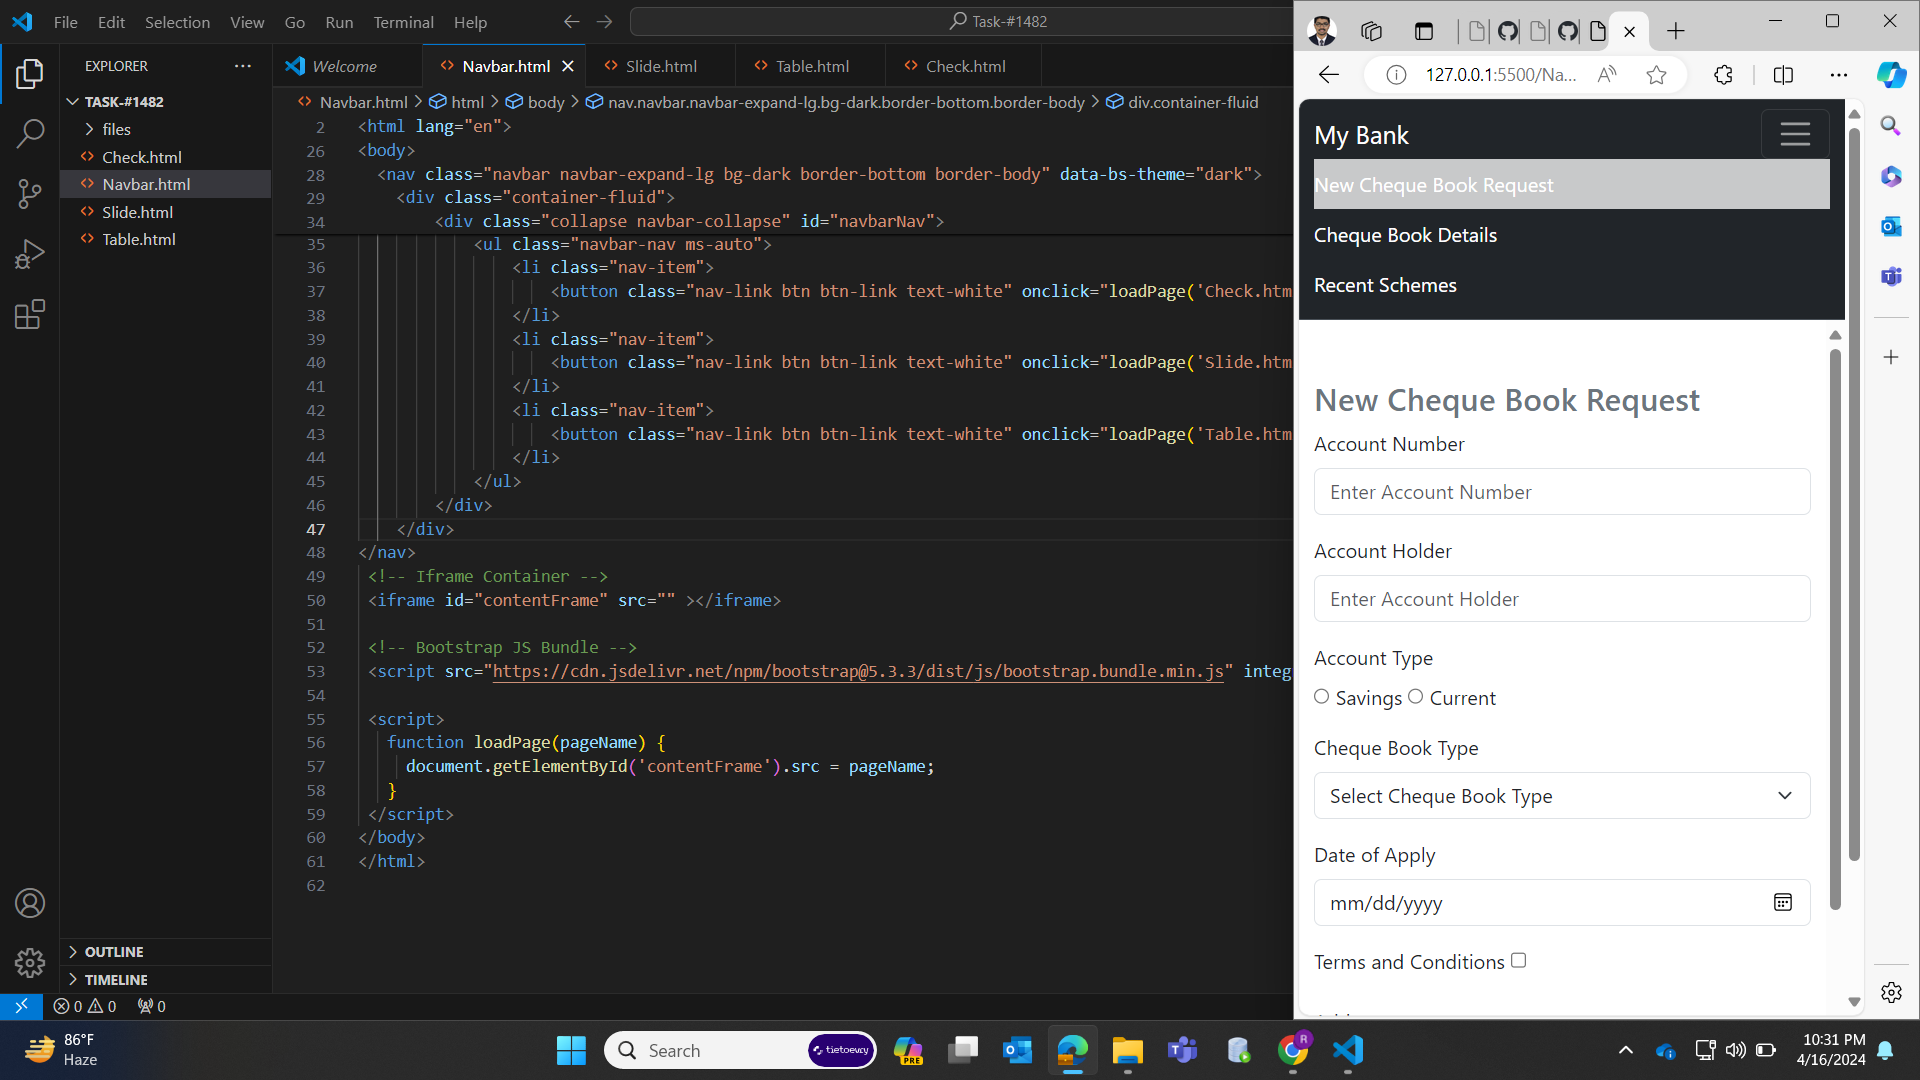 File Edit Selection View Go Run Terminal Help
Task-#1482
EXPLORER
TASK-#1482
files
Check.html
Navbar.html
Slide.html
Table.html
OUTLINE
TIMELINE
Welcome
Navbar.html
Slide.html
Table.html
Check.html
Navbar.html > html > body > nav.navbar.navbar-expand-lg.bg-dark.border-bottom.border-body > div.container-fluid
2 <html lang="en">
26 <body>
28 <nav class="navbar navbar-expand-lg bg-dark border-bottom border-body" data-bs-theme="dark">
29 <div class="container-fluid">
34 <div class="collapse navbar-collapse" id="navbarNav">
35 <ul class="navbar-nav ms-auto">
36 <li class="nav-item">
37 <button class="nav-link btn btn-link text-white" onclick="loadPage('Check.htm
38 </li>
39 <li class="nav-item">
40 <button class="nav-link btn btn-link text-white" onclick="loadPage('Slide.htm
41 </li>
42 <li class="nav-item">
43 <button class="nav-link btn btn-link text-white" onclick="loadPage('Table.htm
44 </li>
45 </ul>
46 </div>
47 </div>
48 </nav>
49 <!-- Iframe Container -->
50 <iframe id="contentFrame" src="" ></iframe>
51
52 <!-- Bootstrap JS Bundle -->
53 <script src="https://cdn.jsdelivr.net/npm/bootstrap@5.3.3/dist/js/bootstrap.bundle.min.js" integ
54
55 <script>
56 function loadPage(pageName) {
57 document.getElementById('contentFrame').src = pageName;
58 }
59 </script>
60 </body>
61 </html>
62
0 0 0
127.0.0.1:5500/Na...
My Bank
New Cheque Book Request
Cheque Book Details
Recent Schemes
New Cheque Book Request
Account Number
Enter Account Number
Account Holder
Enter Account Holder
Account Type
Savings Current
Cheque Book Type
Select Cheque Book Type
Date of Apply
mm/dd/yyyy
Terms and Conditions
86°F
Haze
Search
tietoevry
PRE
R
10:31 PM
4/16/2024